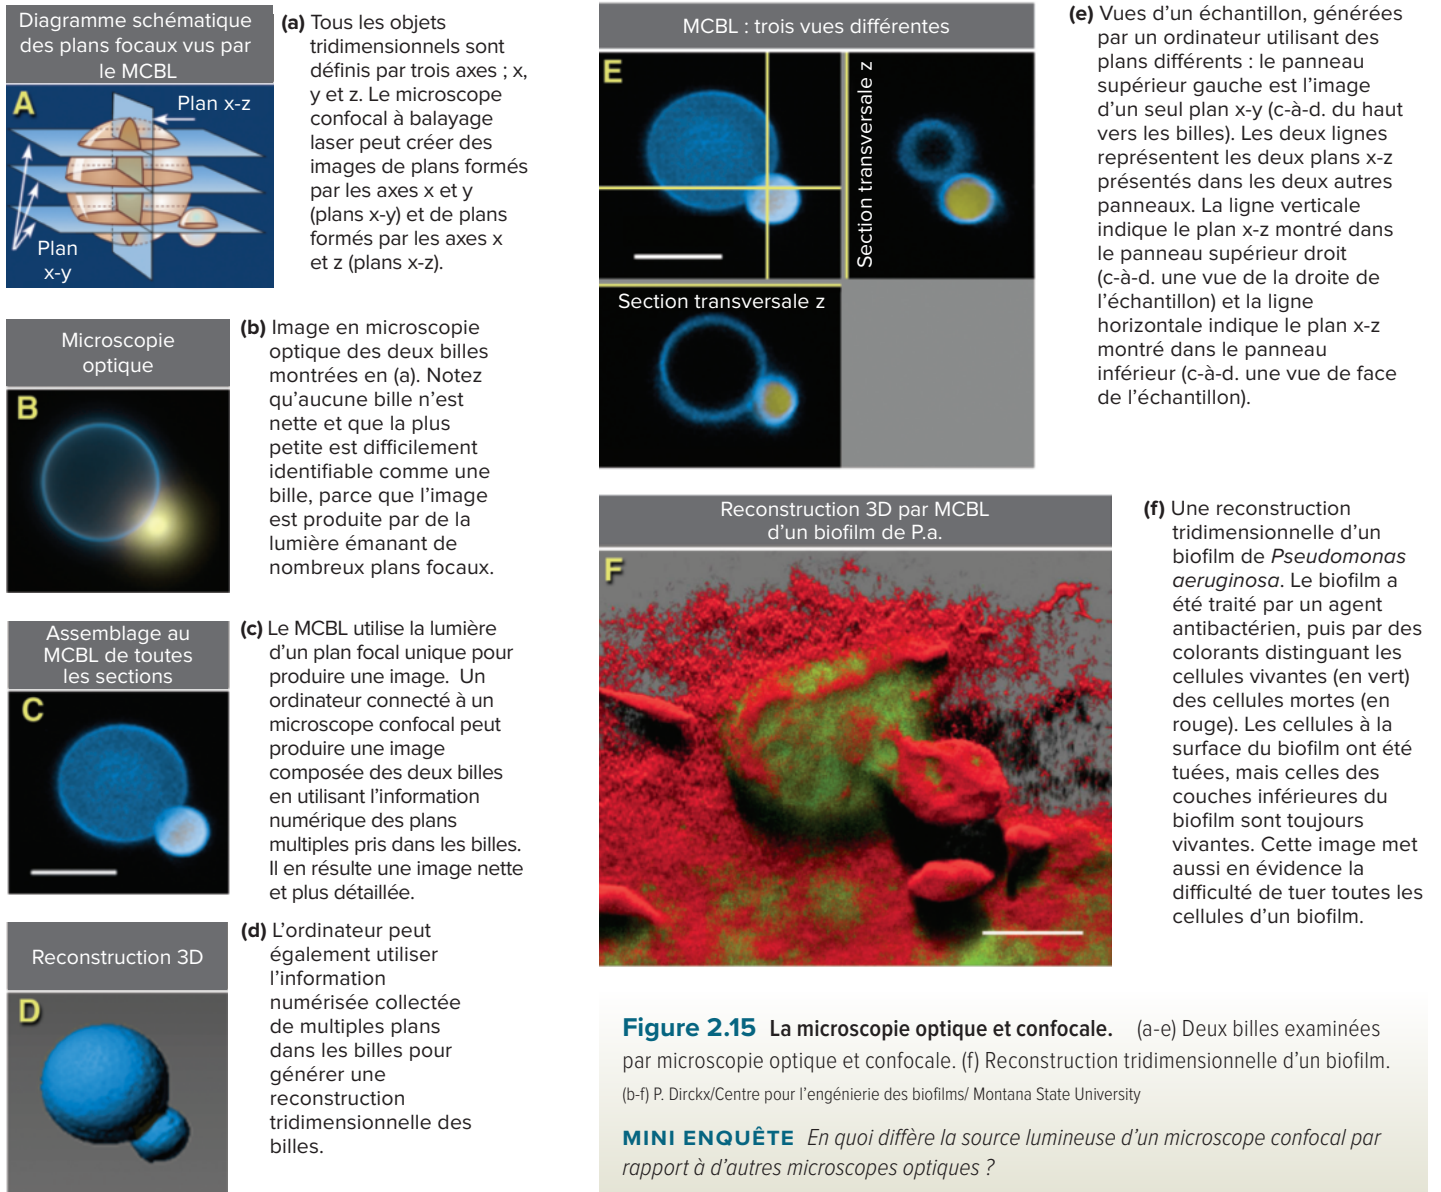 Diagramme schématique
des plans focaux vus par
le MCBL
A
Plan x-z
Plan
x-y
(a) Tous les objets
tridimensionnels sont
définis par trois axes ; x,
y et z. Le microscope
confocal à balayage
laser peut créer des
images de plans formés
par les axes x et y
(plans x-y) et de plans
formés par les axes x
et z (plans x-z).
Microscopie
optique
B
(b) Image en microscopie
optique des deux billes
montrées en (a). Notez
qu'aucune bille n'est
nette et que la plus
petite est difficilement
identifiable comme une
bille, parce que l'image
est produite par de la
lumière émanant de
nombreux plans focaux.
Assemblage au
MCBL de toutes
les sections
C
(c) Le MCBL utilise la lumière
d'un plan focal unique pour
produire une image. Un
ordinateur connecté à un
microscope confocal peut
produire une image
composée des deux billes
en utilisant l'information
numérique des plans
multiples pris dans les billes.
Il en résulte une image nette
et plus détaillée.
Reconstruction 3D
D
(d) L'ordinateur peut
également utiliser
l'information
numérisée collectée
de multiples plans
dans les billes pour
générer une
reconstruction
tridimensionnelle des
billes.
MCBL : trois vues différentes
E
Section transversale z
Section transversale z
(e) Vues d'un échantillon, générées
par un ordinateur utilisant des
plans différents : le panneau
supérieur gauche est l'image
d'un seul plan x-y (c-à-d. du haut
vers les billes). Les deux lignes
représentent les deux plans x-z
présentés dans les deux autres
panneaux. La ligne verticale
indique le plan x-z montré dans
le panneau supérieur droit
(c-à-d. une vue de la droite de
l'échantillon) et la ligne
horizontale indique le plan x-z
montré dans le panneau
inférieur (c-à-d. une vue de face
de l'échantillon).
Reconstruction 3D par MCBL
d'un biofilm de P.a.
F
(f) Une reconstruction
tridimensionnelle d'un
biofilm de Pseudomonas
aeruginosa. Le biofilm a
été traité par un agent
antibactérien, puis par des
colorants distinguant les
cellules vivantes (en vert)
des cellules mortes (en
rouge). Les cellules à la
surface du biofilm ont été
tuées, mais celles des
couches inférieures du
biofilm sont toujours
vivantes. Cette image met
aussi en évidence la
difficulté de tuer toutes les
cellules d'un biofilm.
Figure 2.15 La microscopie optique et confocale. (a-e) Deux billes examinées
par microscopie optique et confocale. (f) Reconstruction tridimensionnelle d'un biofilm.
(b-f) P. Dirckx/Centre pour l'engénierie des biofilms/ Montana State University
MINI ENQUÊTE En quoi diffère la source lumineuse d'un microscope confocal par
rapport à d'autres microscopes optiques ?